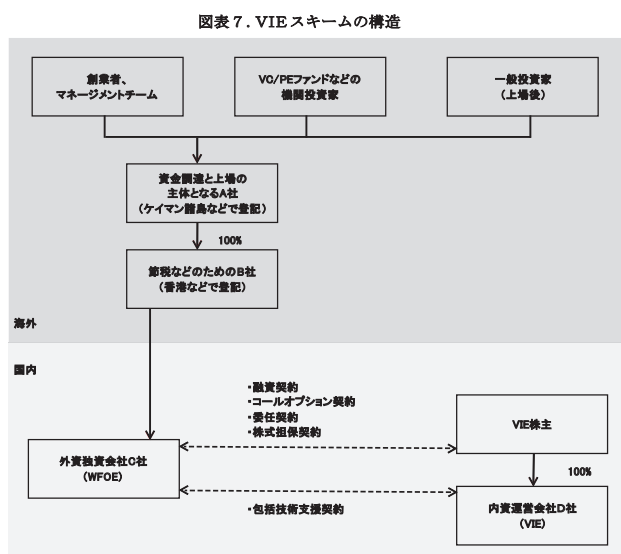 図表７．VIEスキームの構造
創業者、
マネージメントチーム
VC/PEファンドなどの
機関投資家
一般投資家
（上場後）
資金調達と上場の
主体となるA社
（ケイマン諸島などで登記）
100%
節税などのためのB社
（香港などで登記）
海外
国内
・融資契約
・コールオプション契約
・委任契約
・株式担保契約
VIE株主
外資独資会社C社
（WFOE）
100%
・包括技術支援契約
内資運営会社D社
（VIE）